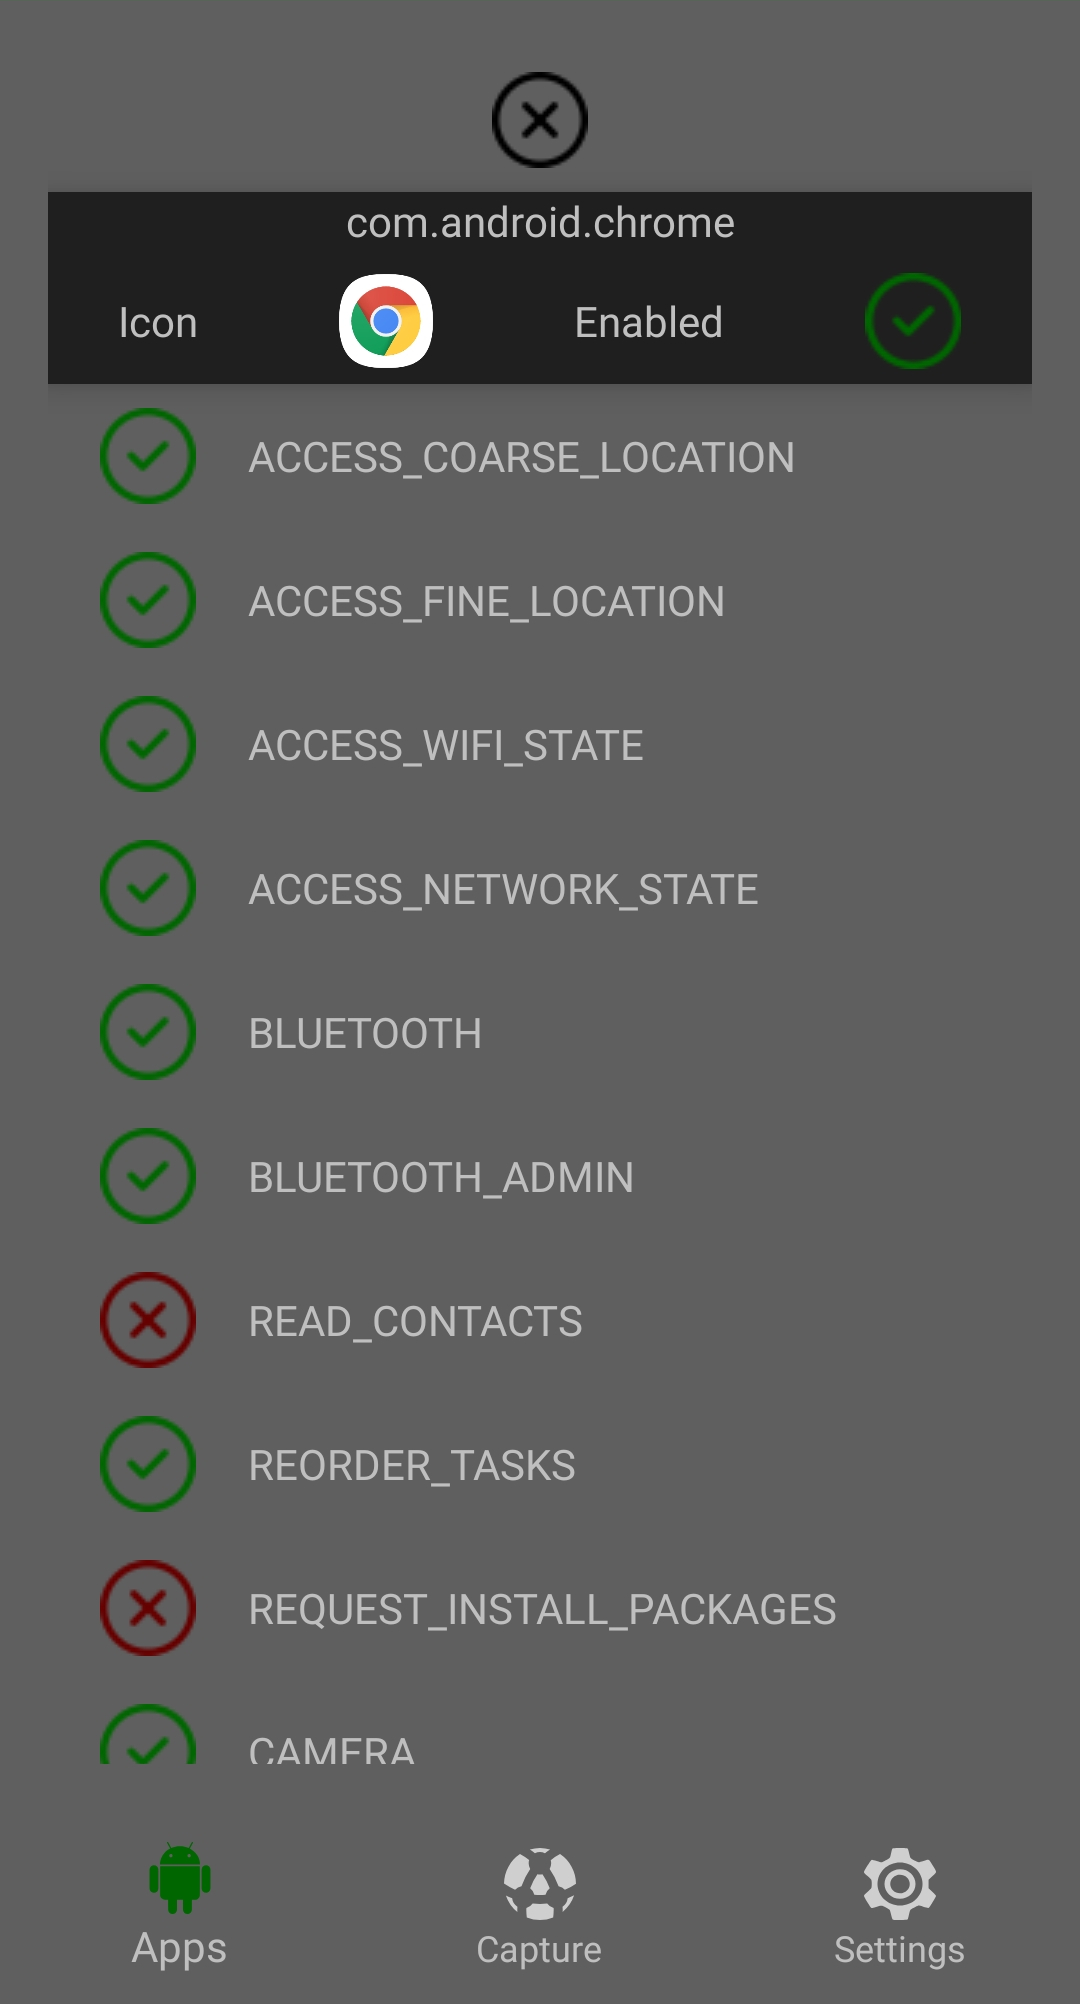 com.android.chrome
Icon Enabled
ACCESS_COARSE_LOCATION
ACCESS_FINE_LOCATION
ACCESS_WIFI_STATE
ACCESS_NETWORK_STATE
BLUETOOTH
BLUETOOTH_ADMIN
READ_CONTACTS
REORDER_TASKS
REQUEST_INSTALL_PACKAGES
CAMERA
Apps Capture Settings